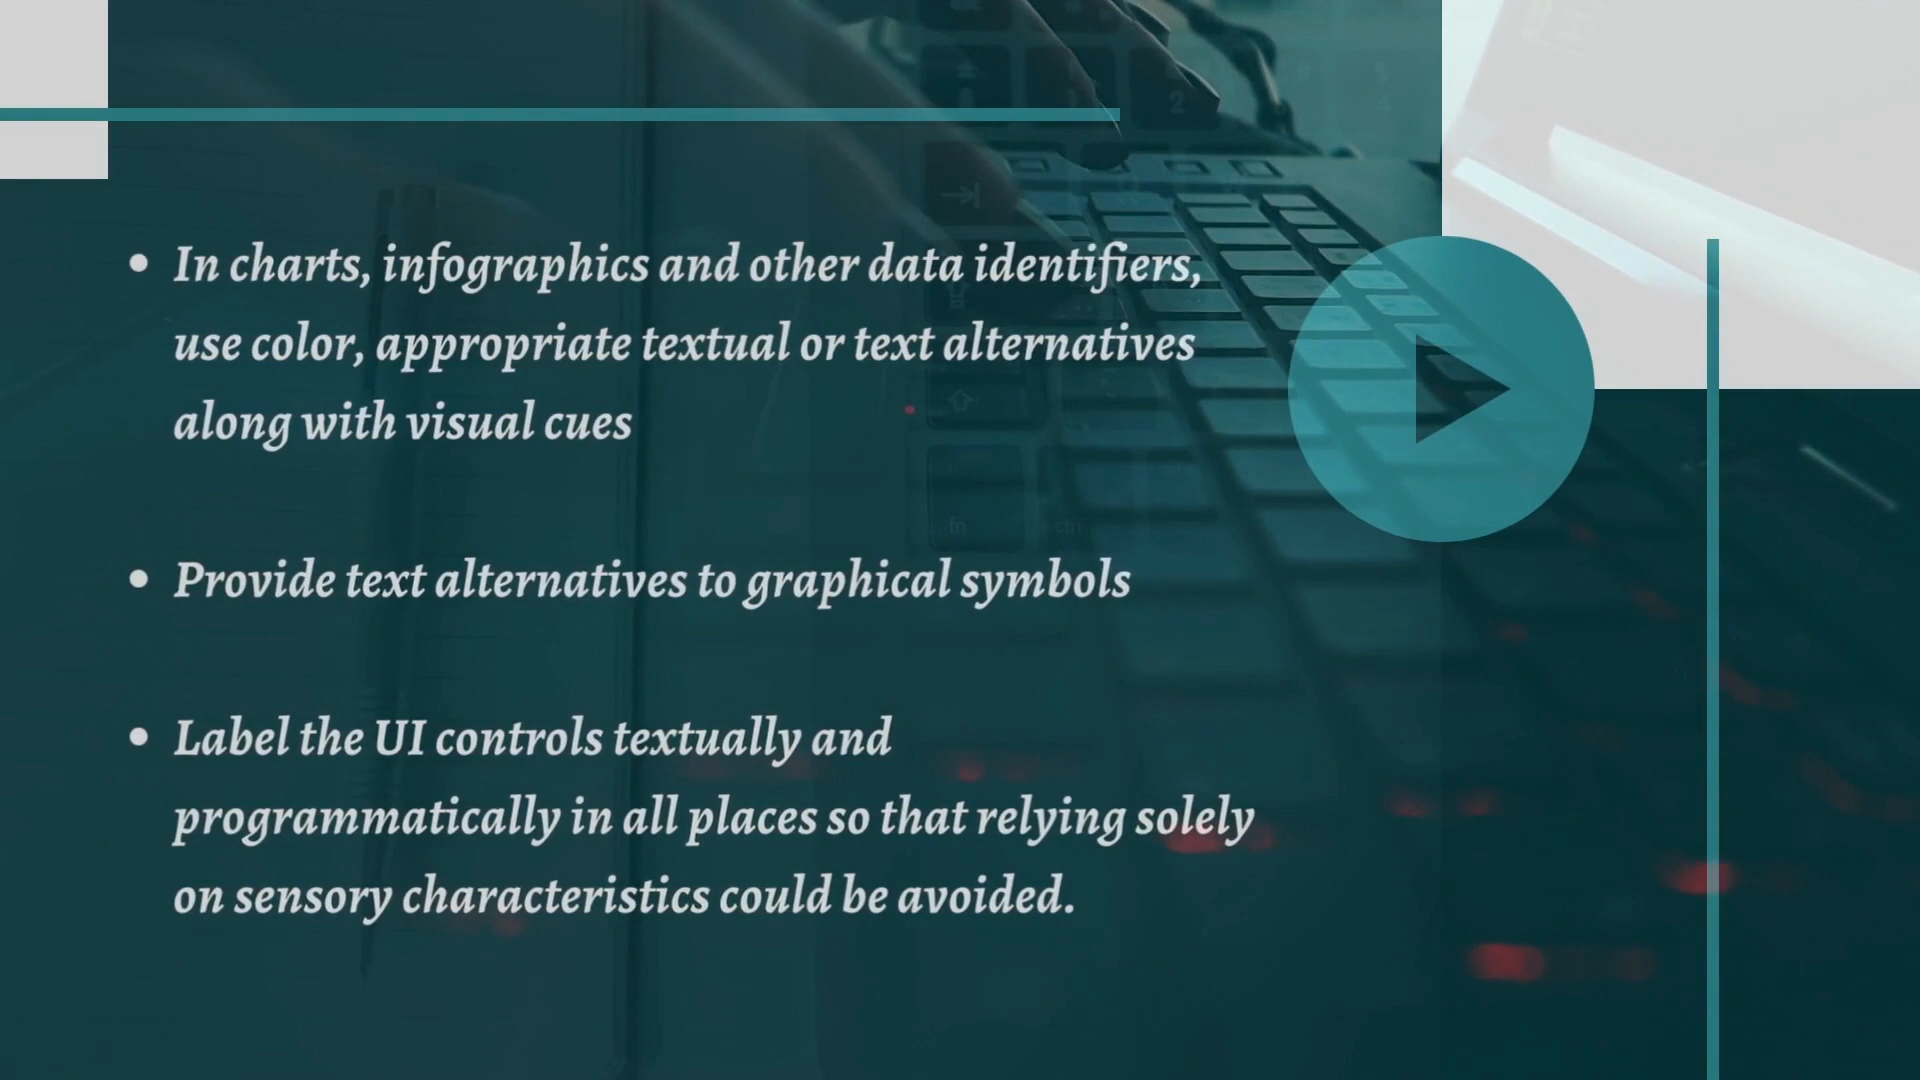 • In charts, infographics and other data identifiers,
use color, appropriate textual or text alternatives
along with visual cues
• Provide text alternatives to graphical symbols
• Label the UI controls textually and
programmatically in all places so that relying solely
on sensory characteristics could be avoided.